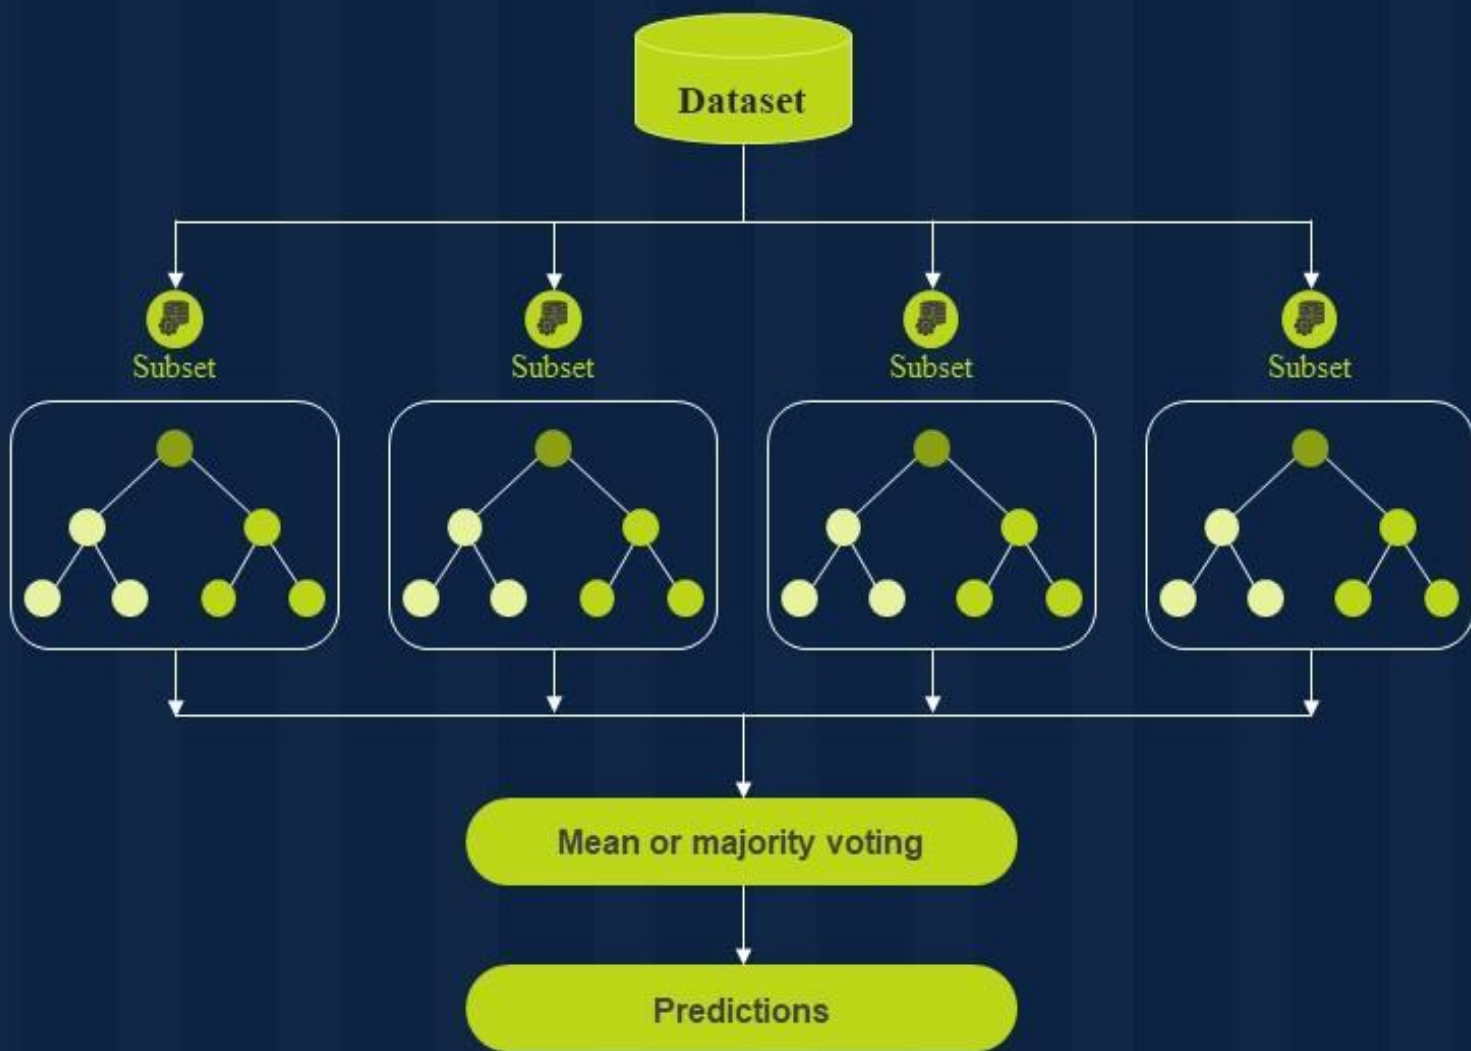 Dataset
Subset
Subset
Subset
Subset
Mean or majority voting
Predictions